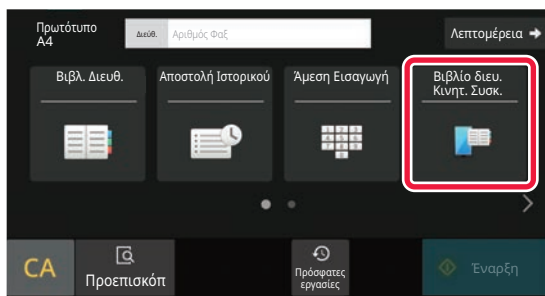 Πρωτότυπο
A4
Διεύθ.
Αριθμός Φαξ
Λεπτομέρεια
Βιβλ. Διευθ.
Αποστολή Ιστορικού
Άμεση Εισαγωγή
Βιβλίο διευ.
Κινητ. Συσκ.
CA
Προεπισκόπ
Πρόσφατες
εργασίες
Έναρξη